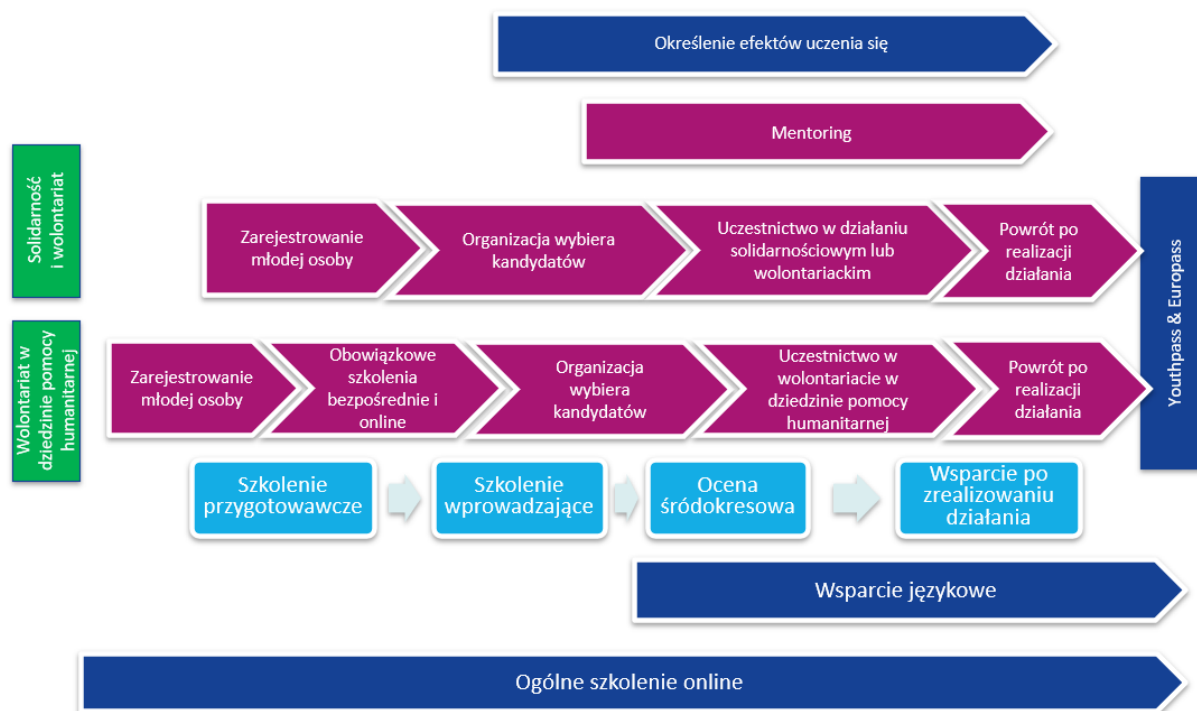 Określenie efektów uczenia się
Mentoring
Solidarność
i wolontariat
Zarejestrowanie
młodej osoby
Organizacja wybiera
kandydatów
Uczestnictwo w działaniu
solidarnościowym lub
wolontariackim
Powrót po
realizacji
działania
Youthpass & Europass
Wolontariat w
dziedzinie pomocy
humanitarnej
Zarejestrowanie
młodej osoby
Obowiązkowe
szkolenia
bezpośrednie i
online
Organizacja
wybiera
kandydatów
Uczestnictwo w
wolontariacie w
dziedzinie pomocy
humanitarnej
Powrót po
realizacji
działania
Szkolenie
przygotowawcze
Szkolenie
wprowadzające
Ocena
śródokresowa
Wsparcie po
zrealizowaniu
działania
Wsparcie językowe
Ogólne szkolenie online